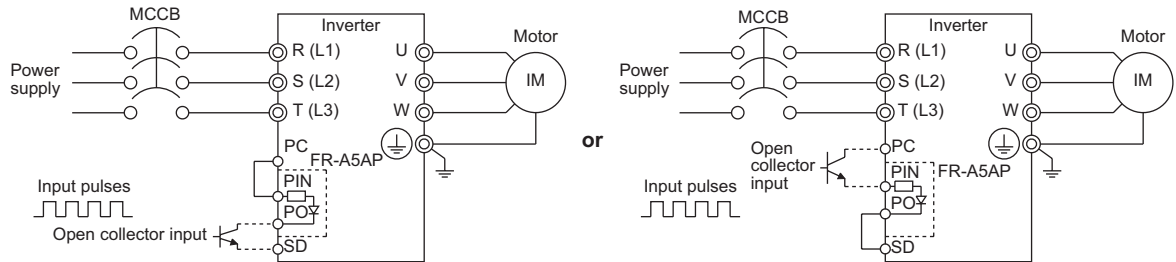 MCCB
Inverter
Motor
R (L1)
U
Power
supply
S (L2)
V
IM
T (L3)
W
PC
FR-A5AP
PIN
Input pulses
PO
Open collector input
SD
or
MCCB
Inverter
Motor
R (L1)
U
Power
supply
S (L2)
V
IM
T (L3)
W
Open
collector
input
PC
PIN
FR-A5AP
Input pulses
PO
SD